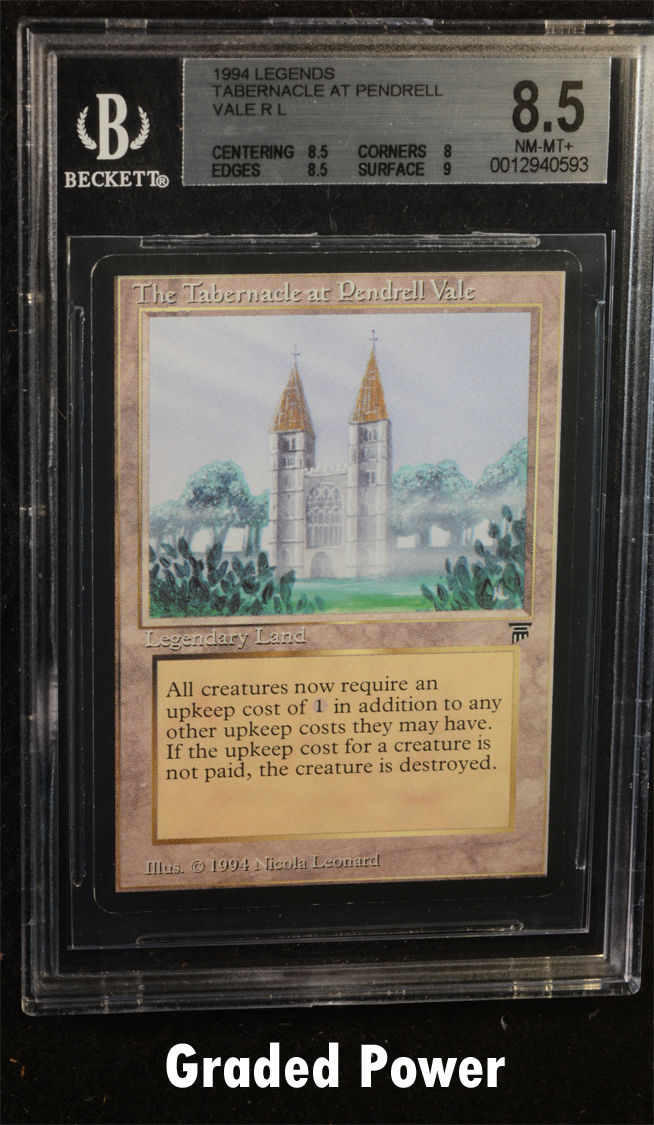 1994 LEGENDS
TABERNACLE AT PENDRELL
VALE R L
8.5
NM-MT+
0012940593
CENTERING 8.5 CORNERS 8
EDGES 8.5 SURFACE 9
B
BECKETT®
The Tabernacle at Pendrell Vale
Legendary Land
All creatures now require an
upkeep cost of 1 in addition to any
other upkeep costs they may have.
If the upkeep cost for a creature is
not paid, the creature is destroyed.
Illus. © 1994 Nicola Leonard
Graded Power